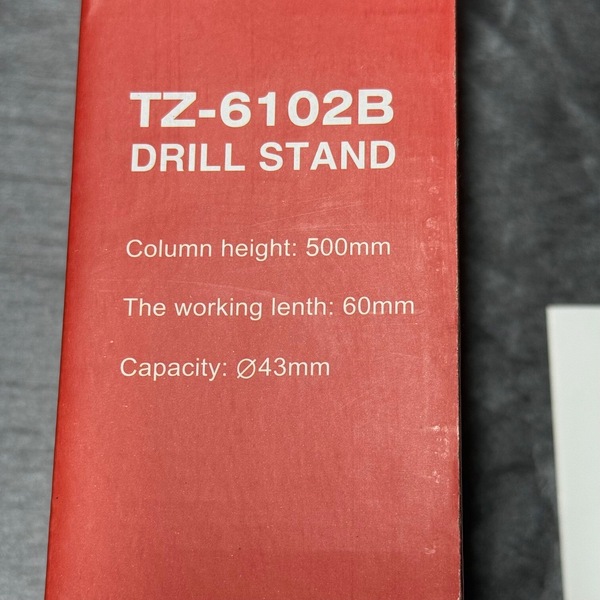 TZ-6102B
DRILL STAND
Column height: 500mm
The working lenth: 60mm
Capacity: Ø43mm